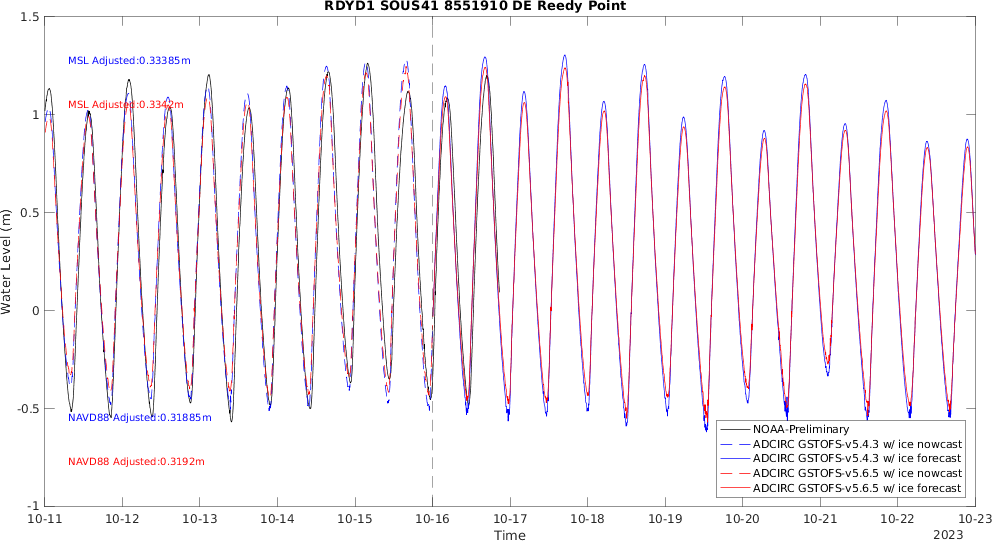 RDYD1 SOUS41 8551910 DE Reedy Point
1.5
1
0.5
0
-0.5
-1
Water Level (m)
MSL Adjusted:0.33385m
MSL Adjusted:0.3342m
NAVD88 Adjusted:0.31885m
NAVD88 Adjusted:0.3192m
NOAA-Preliminary
ADCIRC GSTOFS-v5.4.3 w/ ice nowcast
ADCIRC GSTOFS-v5.4.3 w/ ice forecast
ADCIRC GSTOFS-v5.6.5 w/ ice nowcast
ADCIRC GSTOFS-v5.6.5 w/ ice forecast
10-11 10-12 10-13 10-14 10-15 10-16 10-17 10-18 10-19 10-20 10-21 10-22 10-23
Time
2023